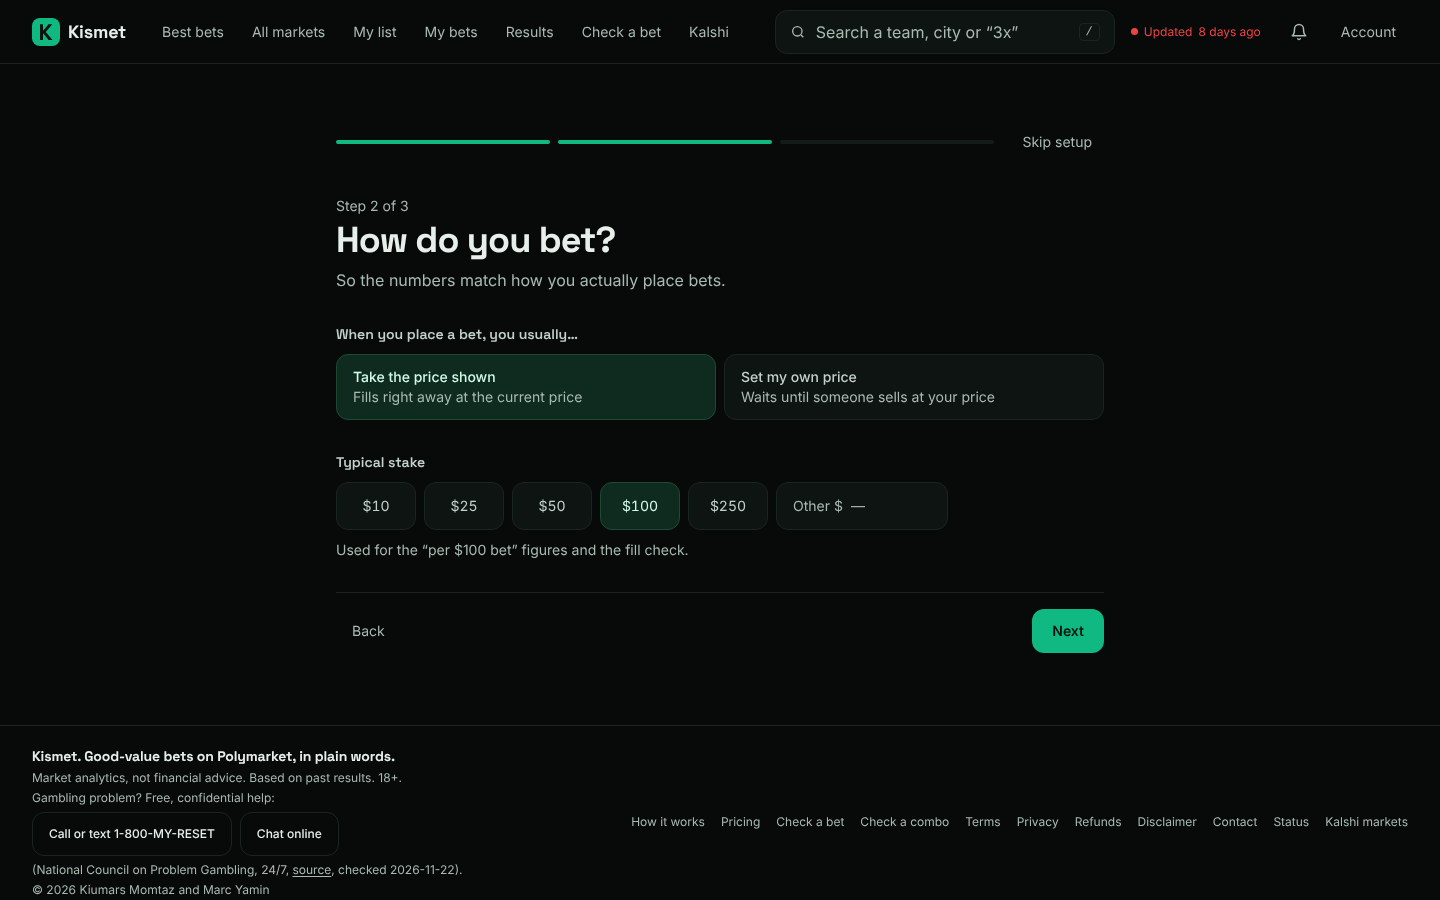 K Kismet Best bets All markets My list My bets Results Check a bet Kalshi Search a team, city or “3x” / Updated 8 days ago Account
Skip setup
Step 2 of 3
How do you bet?
So the numbers match how you actually place bets.
When you place a bet, you usually…
Take the price shown
Fills right away at the current price
Set my own price
Waits until someone sells at your price
Typical stake
$10 $25 $50 $100 $250 Other $ —
Used for the “per $100 bet” figures and the fill check.
Back Next
Kismet. Good-value bets on Polymarket, in plain words.
Market analytics, not financial advice. Based on past results. 18+.
Gambling problem? Free, confidential help:
Call or text 1-800-MY-RESET Chat online
(National Council on Problem Gambling, 24/7, source, checked 2026-11-22).
© 2026 Kiumars Momtaz and Marc Yamin
How it works Pricing Check a bet Check a combo Terms Privacy Refunds Disclaimer Contact Status Kalshi markets